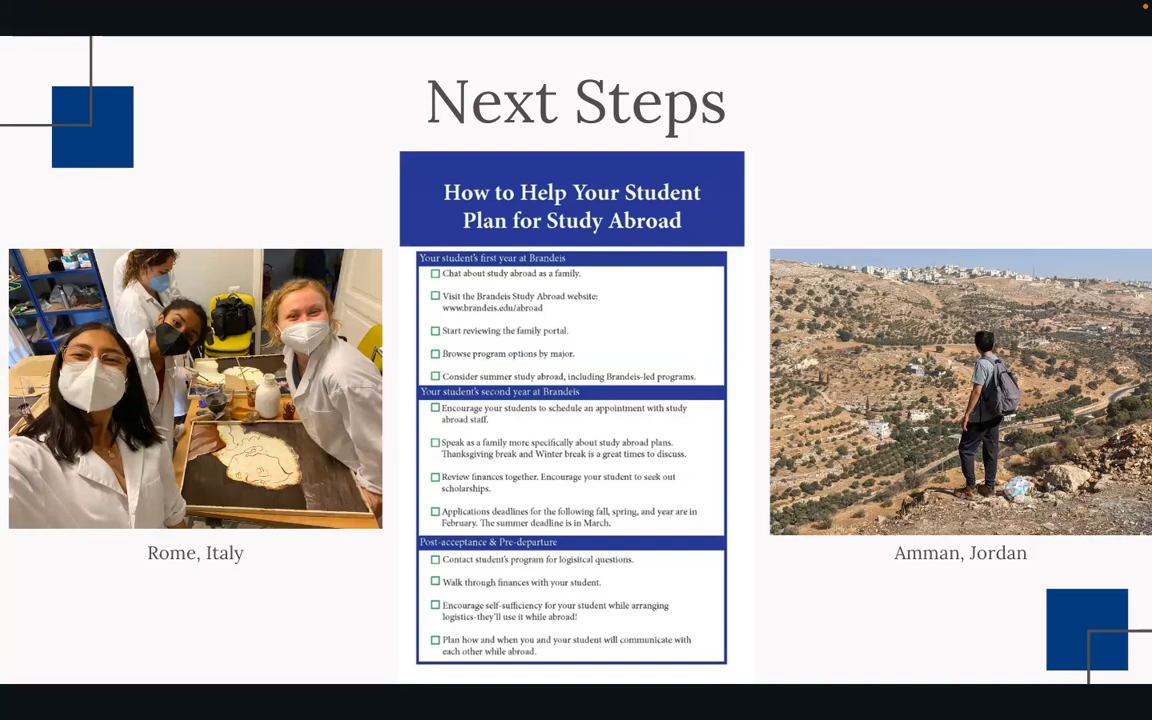 Next Steps
How to Help Your Student
Plan for Study Abroad
Your student's first year at Brandeis
Chat about study abroad as a family.
Visit the Brandeis Study Abroad website:
www.brandeis.edu/abroad
Start reviewing the family portal.
Browse program options by major.
Consider summer study abroad, including Brandeis-led programs.
Your student's second year at Brandeis
Encourage your students to schedule an appointment with study
abroad staff.
Speak as a family more specifically about study abroad plans.
Thanksgiving break and Winter break is a great times to discuss.
Review finances together. Encourage your student to seek out
scholarships.
Applications deadlines for the following fall, spring, and year are in
February. The summer deadline is in March.
Post-acceptance & Pre-departure
Contact student's program for logisitcal questions.
Walk through finances with your student.
Encourage self-sufficiency for your student while arranging
logistics-they'll use it while abroad!
Plan how and when you and your student will communicate with
each other while abroad.
Rome, Italy
Amman, Jordan